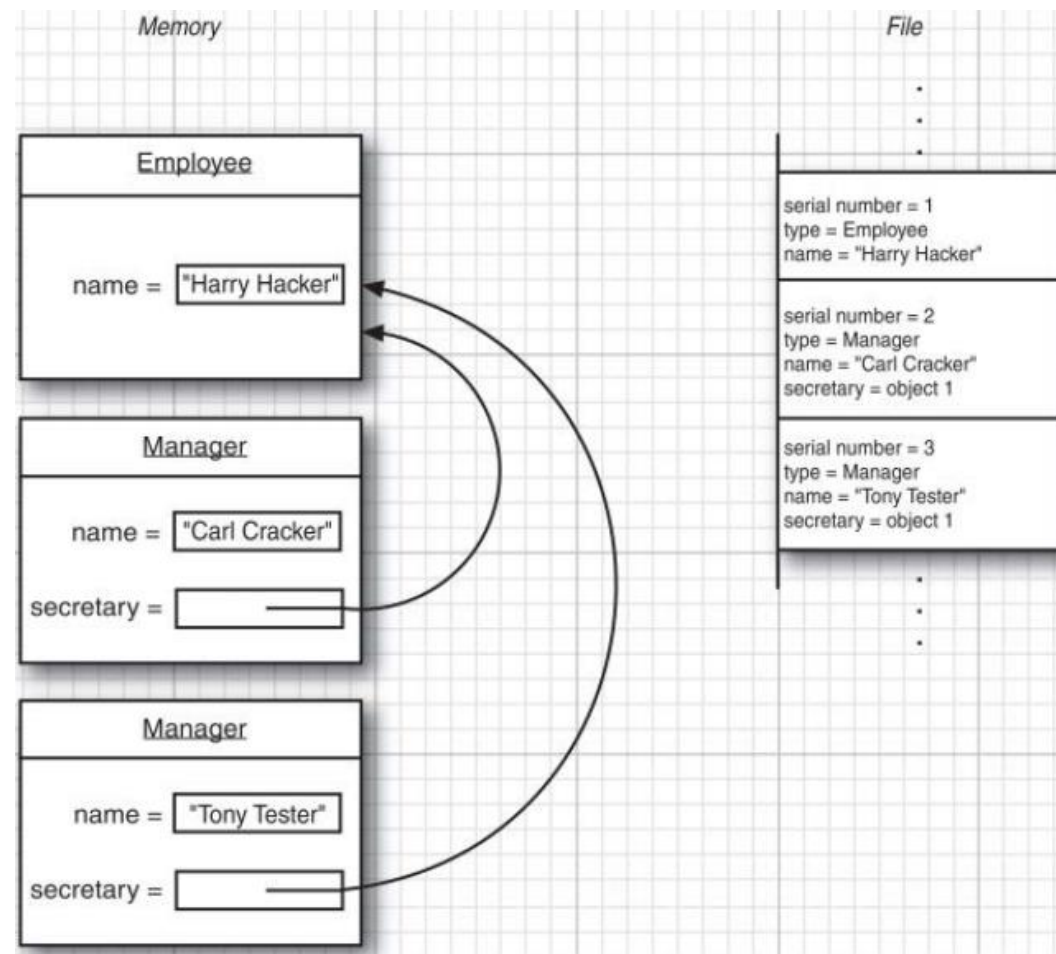 Memory
File
Employee
name = "Harry Hacker"
Manager
name = "Carl Cracker"
secretary =
Manager
name = "Tony Tester"
secretary =
serial number = 1
type = Employee
name = "Harry Hacker"
serial number = 2
type = Manager
name = "Carl Cracker"
secretary = object 1
serial number = 3
type = Manager
name = "Tony Tester"
secretary = object 1